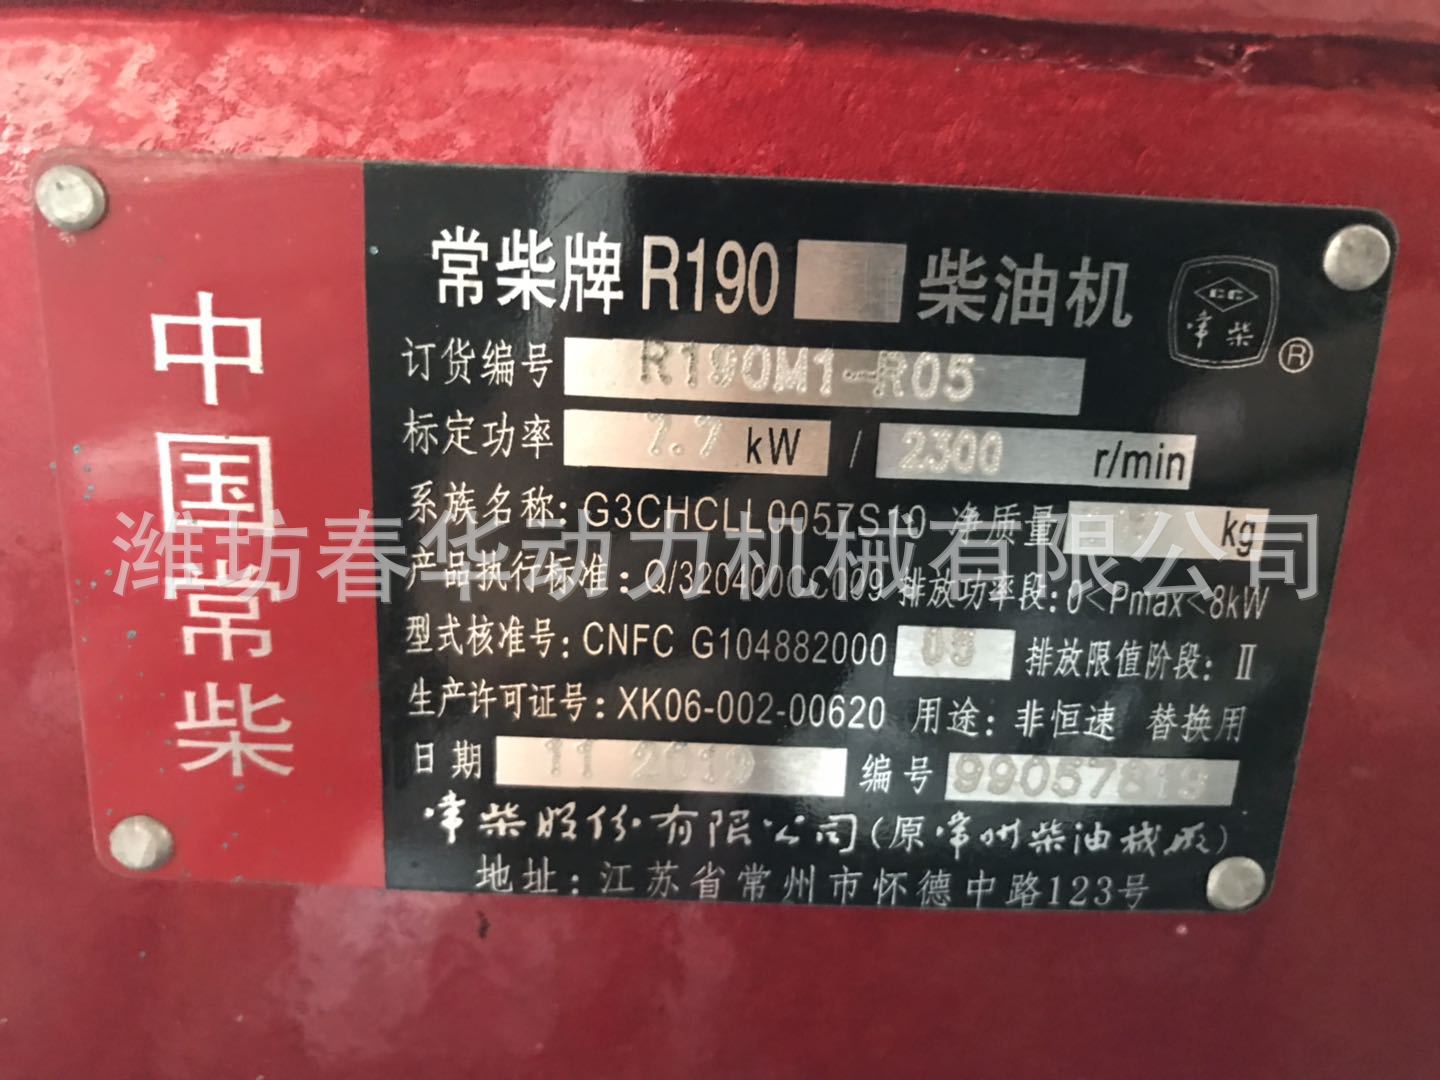 中国常柴
常柴牌 R190 柴油机
CC
常柴
®
订货编号 R190M1-R05
标定功率 7.7 kW / 2300 r/min
系族名称: G3CHCLL0057S10 净质量 kg
产品执行标准: Q/320400CC009 排放功率段: 0<Pmax<8kW
型式核准号: CNFC G104882000 09 排放限值阶段: Ⅱ
生产许可证号: XK06-002-00620 用途: 非恒速 替换用
日期 11 2019 编号 99057819
常柴股份有限公司(原常州柴油机厂)
地址: 江苏省常州市怀德中路123号
潍坊春华动力机械有限公司